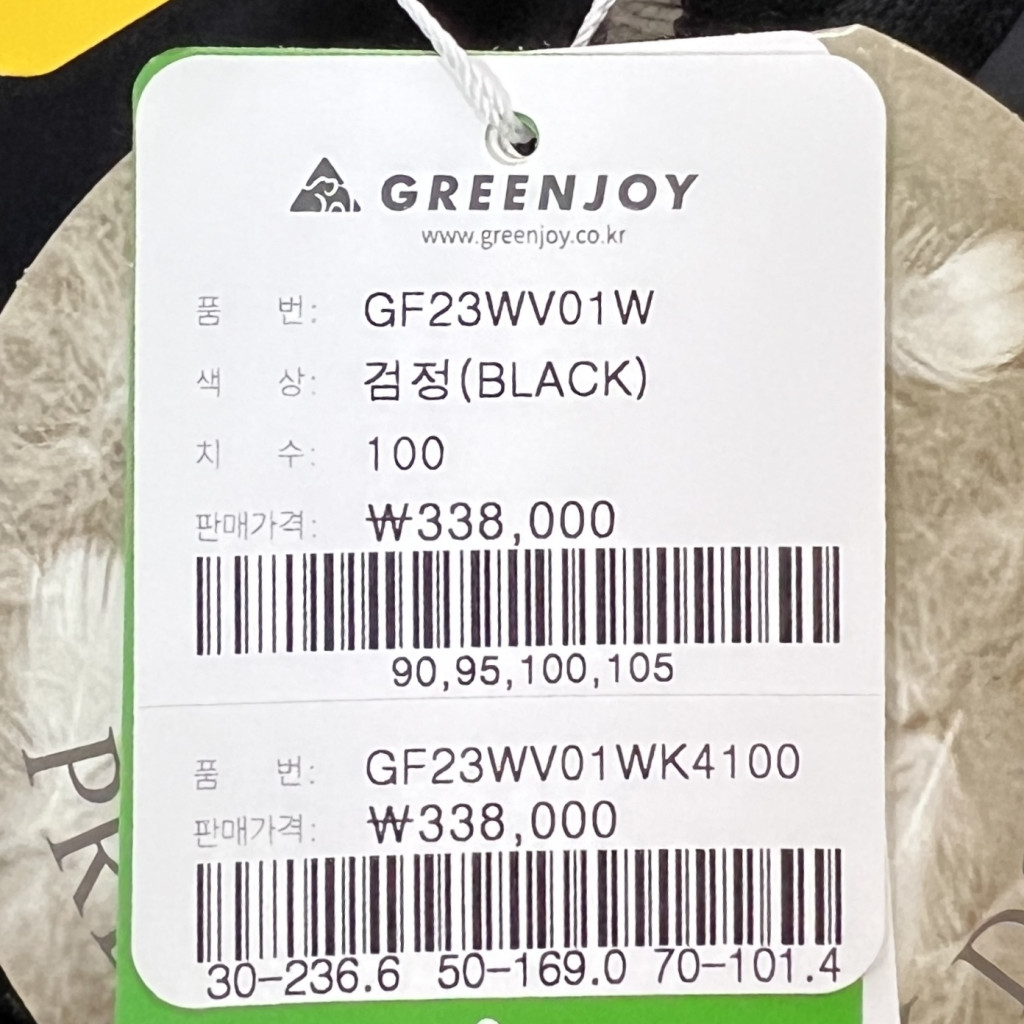 GREENJOY
www.greenjoy.co.kr
품 번: GF23WV01W
색 상: 검정(BLACK)
치 수: 100
판매가격: ₩338,000
90,95,100,105
품 번: GF23WV01WK4100
판매가격: ₩338,000
30-236.6 50-169.0 70-101.4